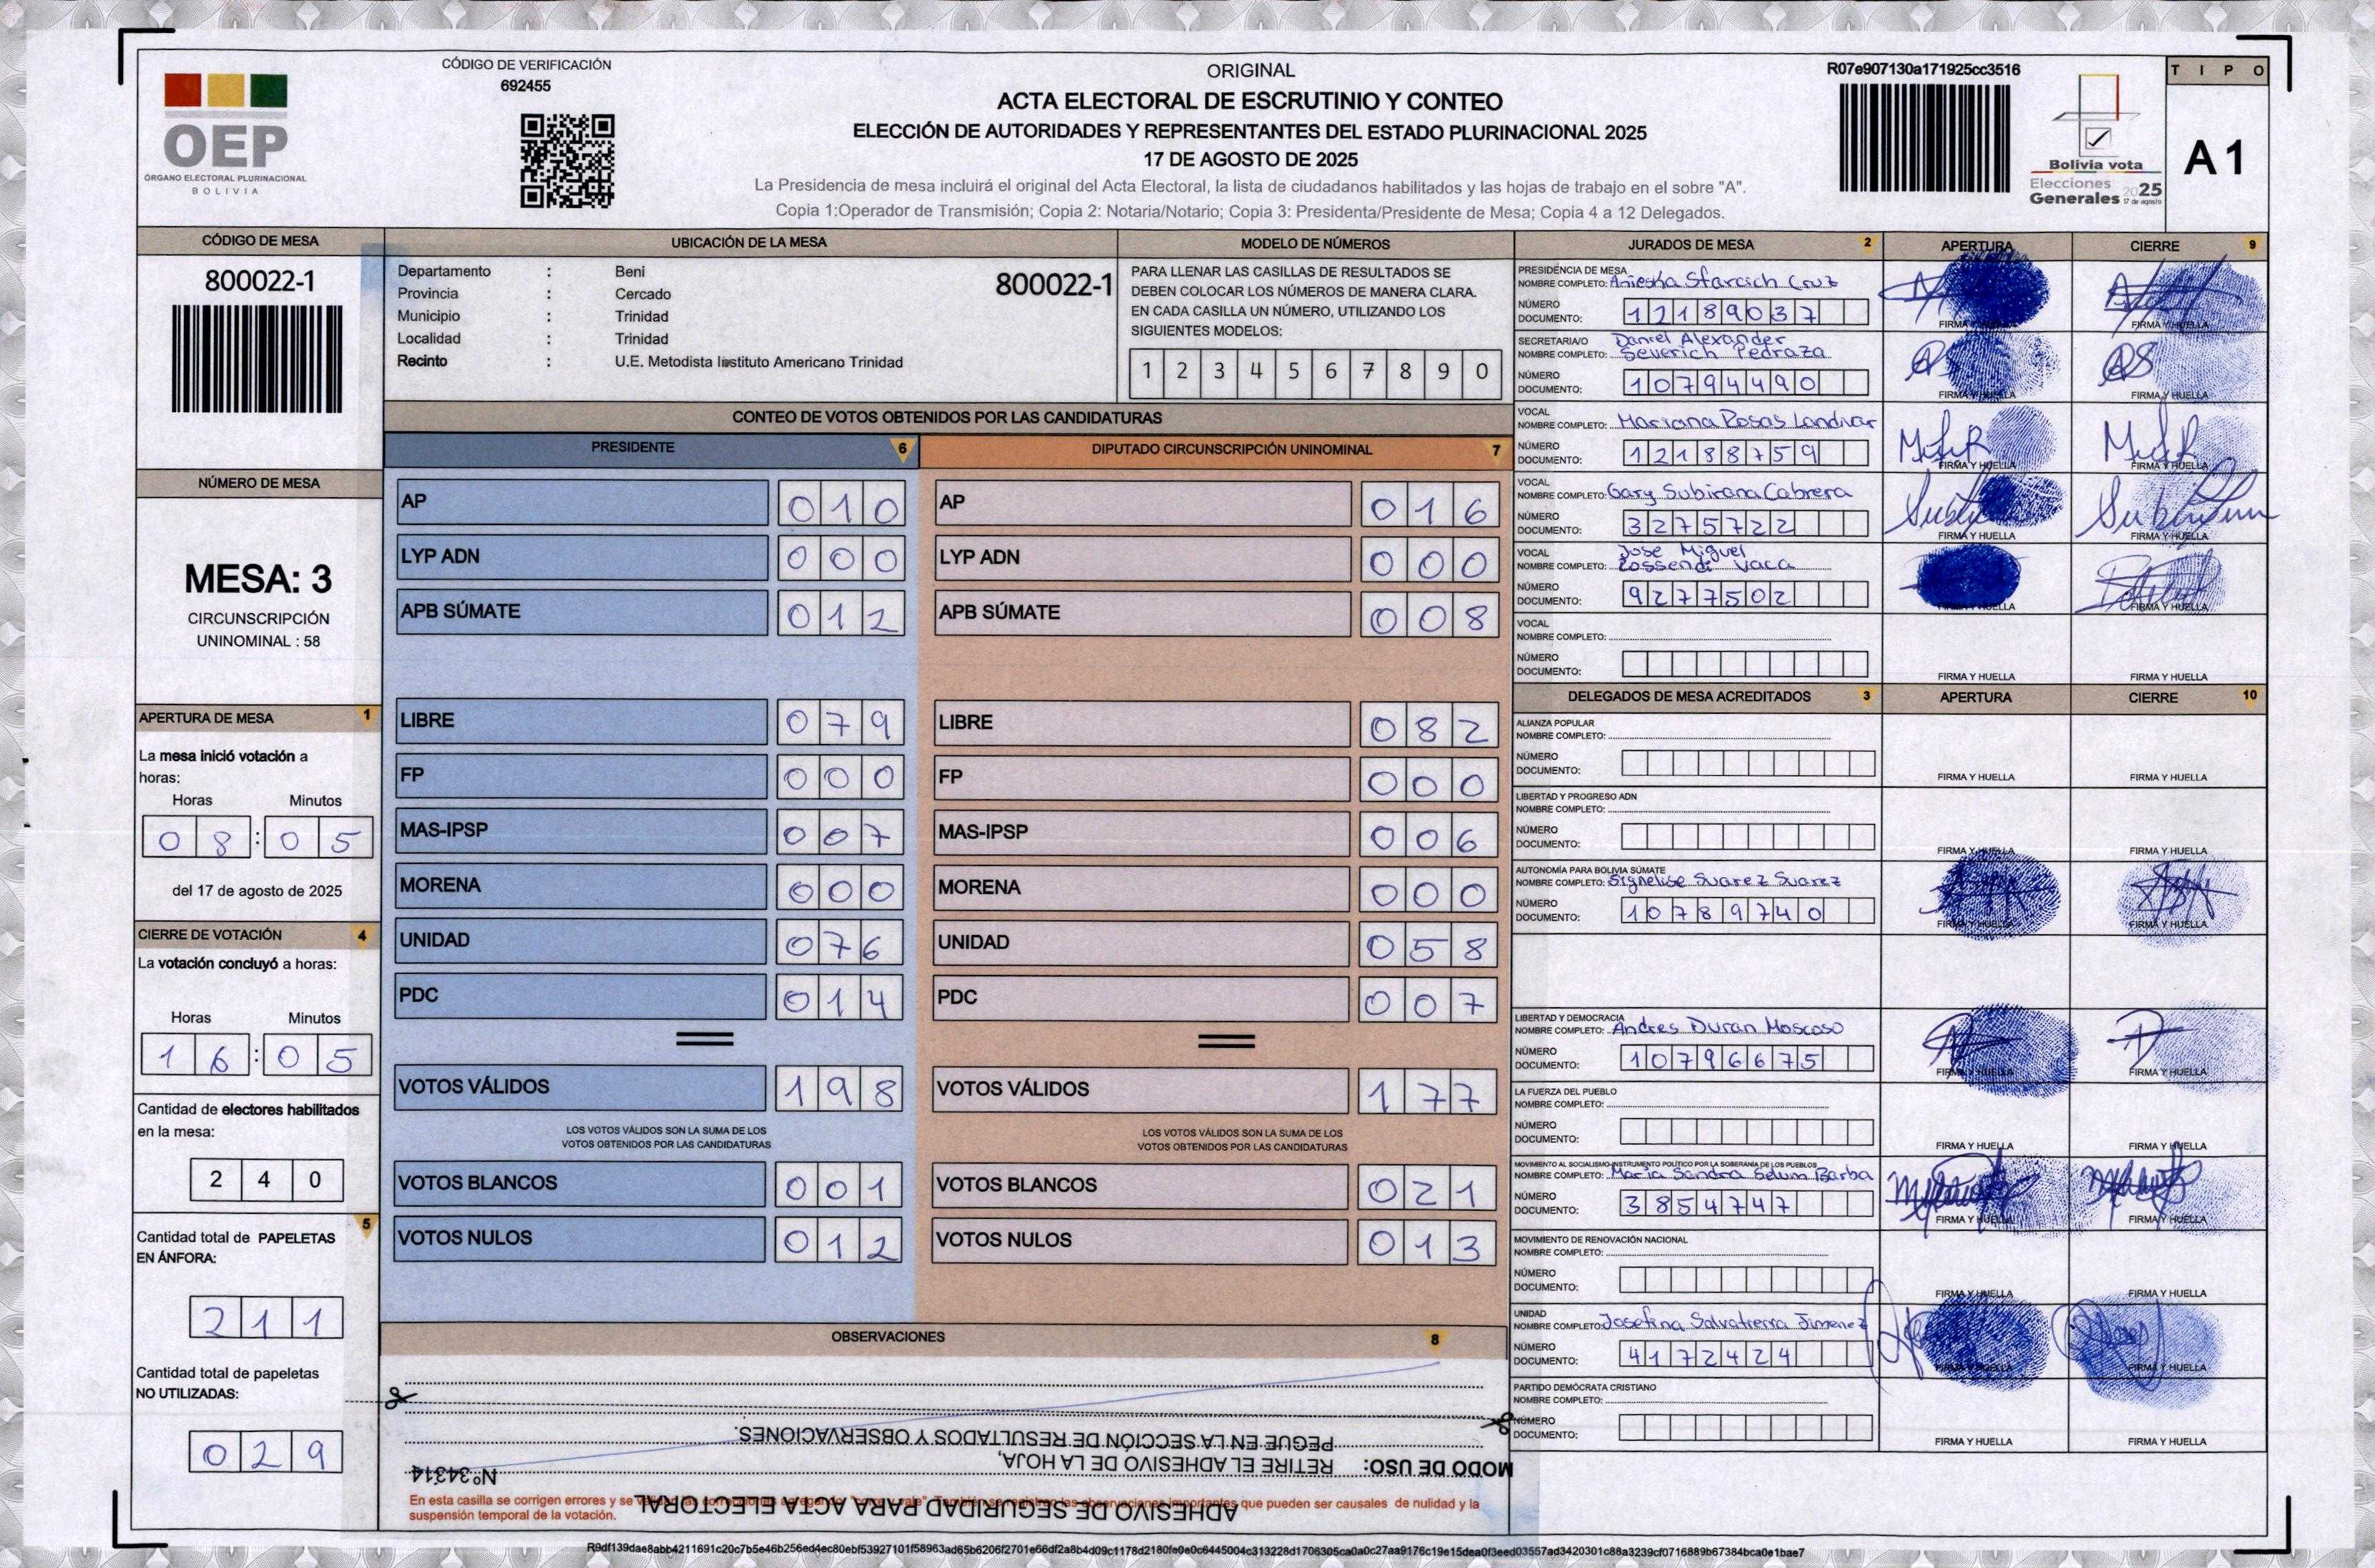 CÓDIGO DE VERIFICACIÓN
692455
OEP
ÓRGANO ELECTORAL PLURINACIONAL
BOLIVIA
ORIGINAL
ACTA ELECTORAL DE ESCRUTINIO Y CONTEO
ELECCIÓN DE AUTORIDADES Y REPRESENTANTES DEL ESTADO PLURINACIONAL 2025
17 DE AGOSTO DE 2025
La Presidencia de mesa incluirá el original del Acta Electoral, la lista de ciudadanos habilitados y las hojas de trabajo en el sobre "A".
Copia 1:Operador de Transmisión; Copia 2: Notaria/Notario; Copia 3: Presidenta/Presidente de Mesa; Copia 4 a 12 Delegados.
R07e907130a171925cc3516
Bolivia vota
Elecciones
Generales 2025
17 de agosto
TIPO
A 1
CÓDIGO DE MESA
800022-1
NÚMERO DE MESA
MESA: 3
CIRCUNSCRIPCIÓN
UNINOMINAL : 58
APERTURA DE MESA 1
La mesa inició votación a
horas:
Horas Minutos
08:05
del 17 de agosto de 2025
CIERRE DE VOTACIÓN 4
La votación concluyó a horas:
Horas Minutos
16:05
Cantidad de electores habilitados
en la mesa:
240
5
Cantidad total de PAPELETAS
EN ÁNFORA:
211
Cantidad total de papeletas
NO UTILIZADAS:
029
UBICACIÓN DE LA MESA
Departamento : Beni
800022-1
Provincia : Cercado
Municipio : Trinidad
Localidad : Trinidad
Recinto : U.E. Metodista Instituto Americano Trinidad
MODELO DE NÚMEROS
PARA LLENAR LAS CASILLAS DE RESULTADOS SE
DEBEN COLOCAR LOS NÚMEROS DE MANERA CLARA.
EN CADA CASILLA UN NÚMERO, UTILIZANDO LOS
SIGUIENTES MODELOS:
1 2 3 4 5 6 7 8 9 0
CONTEO DE VOTOS OBTENIDOS POR LAS CANDIDATURAS
PRESIDENTE 6
AP 010
LYP ADN 000
APB SÚMATE 012
LIBRE 079
FP 000
MAS-IPSP 007
MORENA 000
UNIDAD 076
PDC 014
VOTOS VÁLIDOS 198
LOS VOTOS VÁLIDOS SON LA SUMA DE LOS
VOTOS OBTENIDOS POR LAS CANDIDATURAS
VOTOS BLANCOS 001
VOTOS NULOS 012
DIPUTADO CIRCUNSCRIPCIÓN UNINOMINAL 7
AP 016
LYP ADN 000
APB SÚMATE 008
LIBRE 082
FP 000
MAS-IPSP 006
MORENA 000
UNIDAD 058
PDC 007
VOTOS VÁLIDOS 177
LOS VOTOS VÁLIDOS SON LA SUMA DE LOS
VOTOS OBTENIDOS POR LAS CANDIDATURAS
VOTOS BLANCOS 021
VOTOS NULOS 013
OBSERVACIONES 8
ADHESIVO DE SEGURIDAD PARA ACTA ELECTORAL
Nº 34314
MODO DE USO: RETIRE EL ADHESIVO DE LA HOJA,
PEGUE EN LA SECCIÓN DE RESULTADOS Y OBSERVACIONES.
En esta casilla se corrigen errores y se que pueden ser causales de nulidad y la
suspensión temporal de la votación.
JURADOS DE MESA 2 APERTURA CIERRE 9
PRESIDENCIA DE MESA
NOMBRE COMPLETO: Anieska Starcich Cruz
NÚMERO
DOCUMENTO: 12189037
FIRMA Y HUELLA FIRMA Y HUELLA
SECRETARIA/O
NOMBRE COMPLETO: Daniel Alexander
Severich Pedraza
NÚMERO
DOCUMENTO: 10794490
FIRMA Y HUELLA FIRMA Y HUELLA
VOCAL
NOMBRE COMPLETO: Mariana Rosas Landivar
NÚMERO
DOCUMENTO: 12188759
FIRMA Y HUELLA FIRMA Y HUELLA
VOCAL
NOMBRE COMPLETO: Gary Subirana Cabrera
NÚMERO
DOCUMENTO: 3275722
FIRMA Y HUELLA FIRMA Y HUELLA
VOCAL
NOMBRE COMPLETO: Jose Miguel
Vaca
NÚMERO
DOCUMENTO: 9277502
FIRMA Y HUELLA FIRMA Y HUELLA
VOCAL
NOMBRE COMPLETO:
NÚMERO
DOCUMENTO:
FIRMA Y HUELLA FIRMA Y HUELLA
DELEGADOS DE MESA ACREDITADOS 3 APERTURA CIERRE 10
ALIANZA POPULAR
NOMBRE COMPLETO:
NÚMERO
DOCUMENTO:
FIRMA Y HUELLA FIRMA Y HUELLA
LIBERTAD Y PROGRESO ADN
NOMBRE COMPLETO:
NÚMERO
DOCUMENTO:
FIRMA Y HUELLA FIRMA Y HUELLA
AUTONOMÍA PARA BOLIVIA SÚMATE
NOMBRE COMPLETO: Signelise Suarez Suarez
NÚMERO
DOCUMENTO: 10789740
FIRMA Y HUELLA FIRMA Y HUELLA
LIBERTAD Y DEMOCRACIA
NOMBRE COMPLETO: Andres Duran Moscoso
NÚMERO
DOCUMENTO: 10796675
FIRMA Y HUELLA FIRMA Y HUELLA
LA FUERZA DEL PUEBLO
NOMBRE COMPLETO:
NÚMERO
DOCUMENTO:
FIRMA Y HUELLA FIRMA Y HUELLA
MOVIMIENTO AL SOCIALISMO-INSTRUMENTO POLÍTICO POR LA SOBERANÍA DE LOS PUEBLOS
NOMBRE COMPLETO: Maria Sandra Selum Barba
NÚMERO
DOCUMENTO: 3854747
FIRMA Y HUELLA FIRMA Y HUELLA
MOVIMIENTO DE RENOVACIÓN NACIONAL
NOMBRE COMPLETO:
NÚMERO
DOCUMENTO:
FIRMA Y HUELLA FIRMA Y HUELLA
UNIDAD
NOMBRE COMPLETO: Josefina Salvatierra Jimenez
NÚMERO
DOCUMENTO: 4172424
FIRMA Y HUELLA FIRMA Y HUELLA
PARTIDO DEMÓCRATA CRISTIANO
NOMBRE COMPLETO:
NÚMERO
DOCUMENTO:
FIRMA Y HUELLA FIRMA Y HUELLA